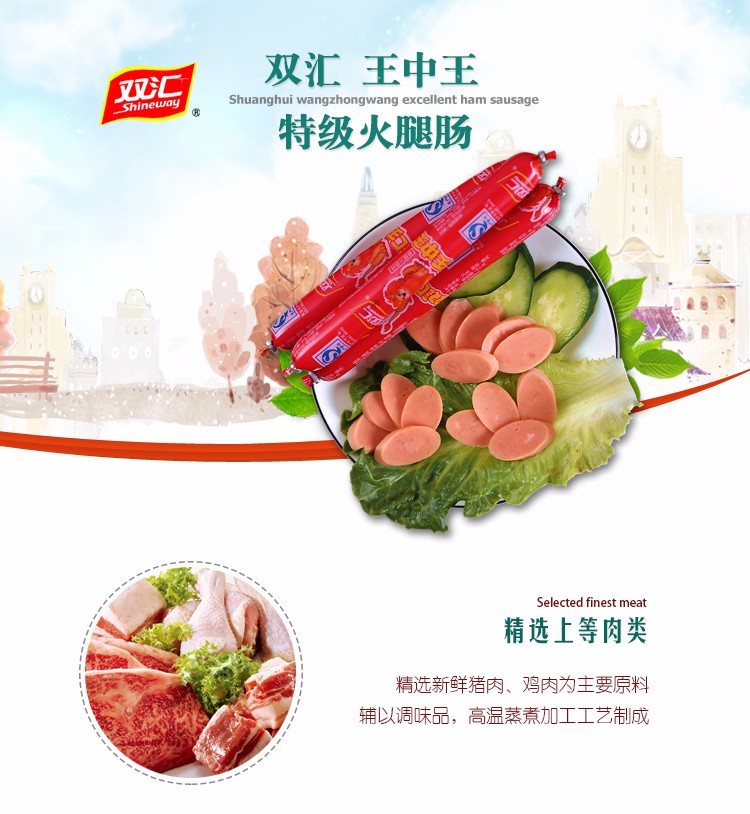 双汇
Shineway
®
双汇 王中王
Shuanghui wangzhongwang excellent ham sausage
特级火腿肠
Selected finest meat
精选上等肉类
精选新鲜猪肉、鸡肉为主要原料
辅以调味品，高温蒸煮加工工艺制成